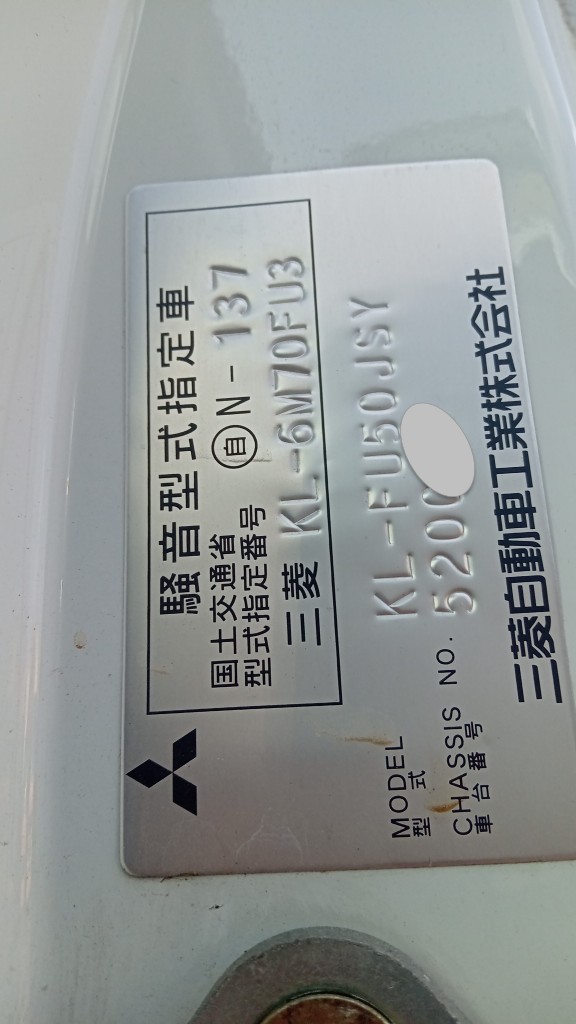 騒音型式指定車
国土交通省
型式指定番号 自 N-137
三菱 KL-6M70FU3
MODEL
型式 KL-FU50JSY
CHASSIS NO.
車台番号 520
三菱自動車工業株式会社